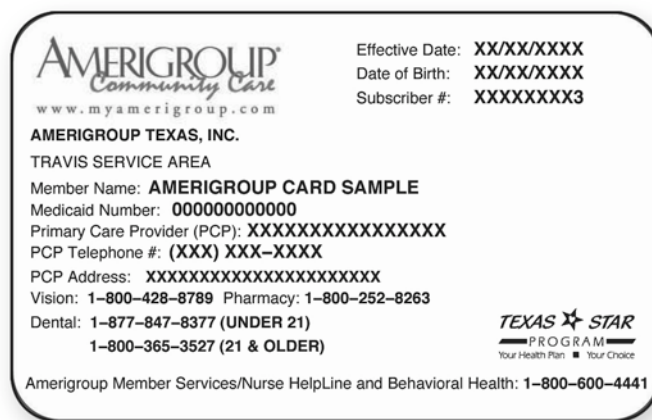 AMERIGROUP®
Community Care
www.myamerigroup.com
Effective Date: XX/XX/XXXX
Date of Birth: XX/XX/XXXX
Subscriber #: XXXXXXXX3
AMERIGROUP TEXAS, INC.
TRAVIS SERVICE AREA
Member Name: AMERIGROUP CARD SAMPLE
Medicaid Number: 000000000000
Primary Care Provider (PCP): XXXXXXXXXXXXXXXXX
PCP Telephone #: (XXX) XXX–XXXX
PCP Address: XXXXXXXXXXXXXXXXXXXXXX
Vision: 1–800–428–8789 Pharmacy: 1–800–252–8263
Dental: 1–877–847–8377 (UNDER 21)
1–800–365–3527 (21 & OLDER)
TEXAS STAR
PROGRAM
Your Health Plan ■ Your Choice
Amerigroup Member Services/Nurse HelpLine and Behavioral Health: 1–800–600–4441